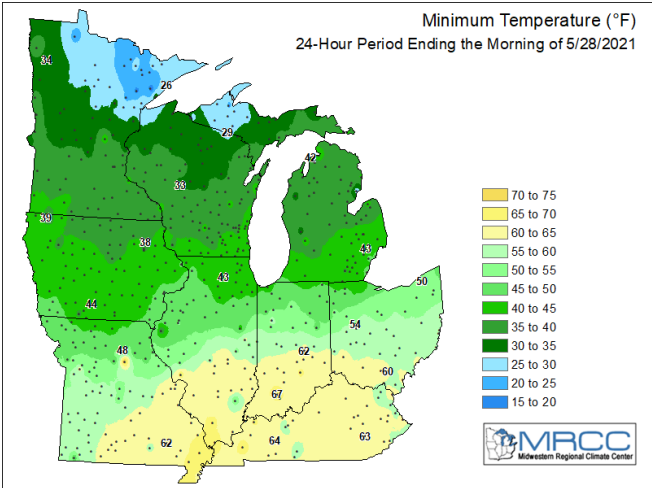 Minimum Temperature (°F)
24-Hour Period Ending the Morning of 5/28/2021
34
26
29
42
33
39
38
43
43
50
44
54
48
62
60
67
62
64
63
70 to 75
65 to 70
60 to 65
55 to 60
50 to 55
45 to 50
40 to 45
35 to 40
30 to 35
25 to 30
20 to 25
15 to 20
MRCC
Midwestern Regional Climate Center